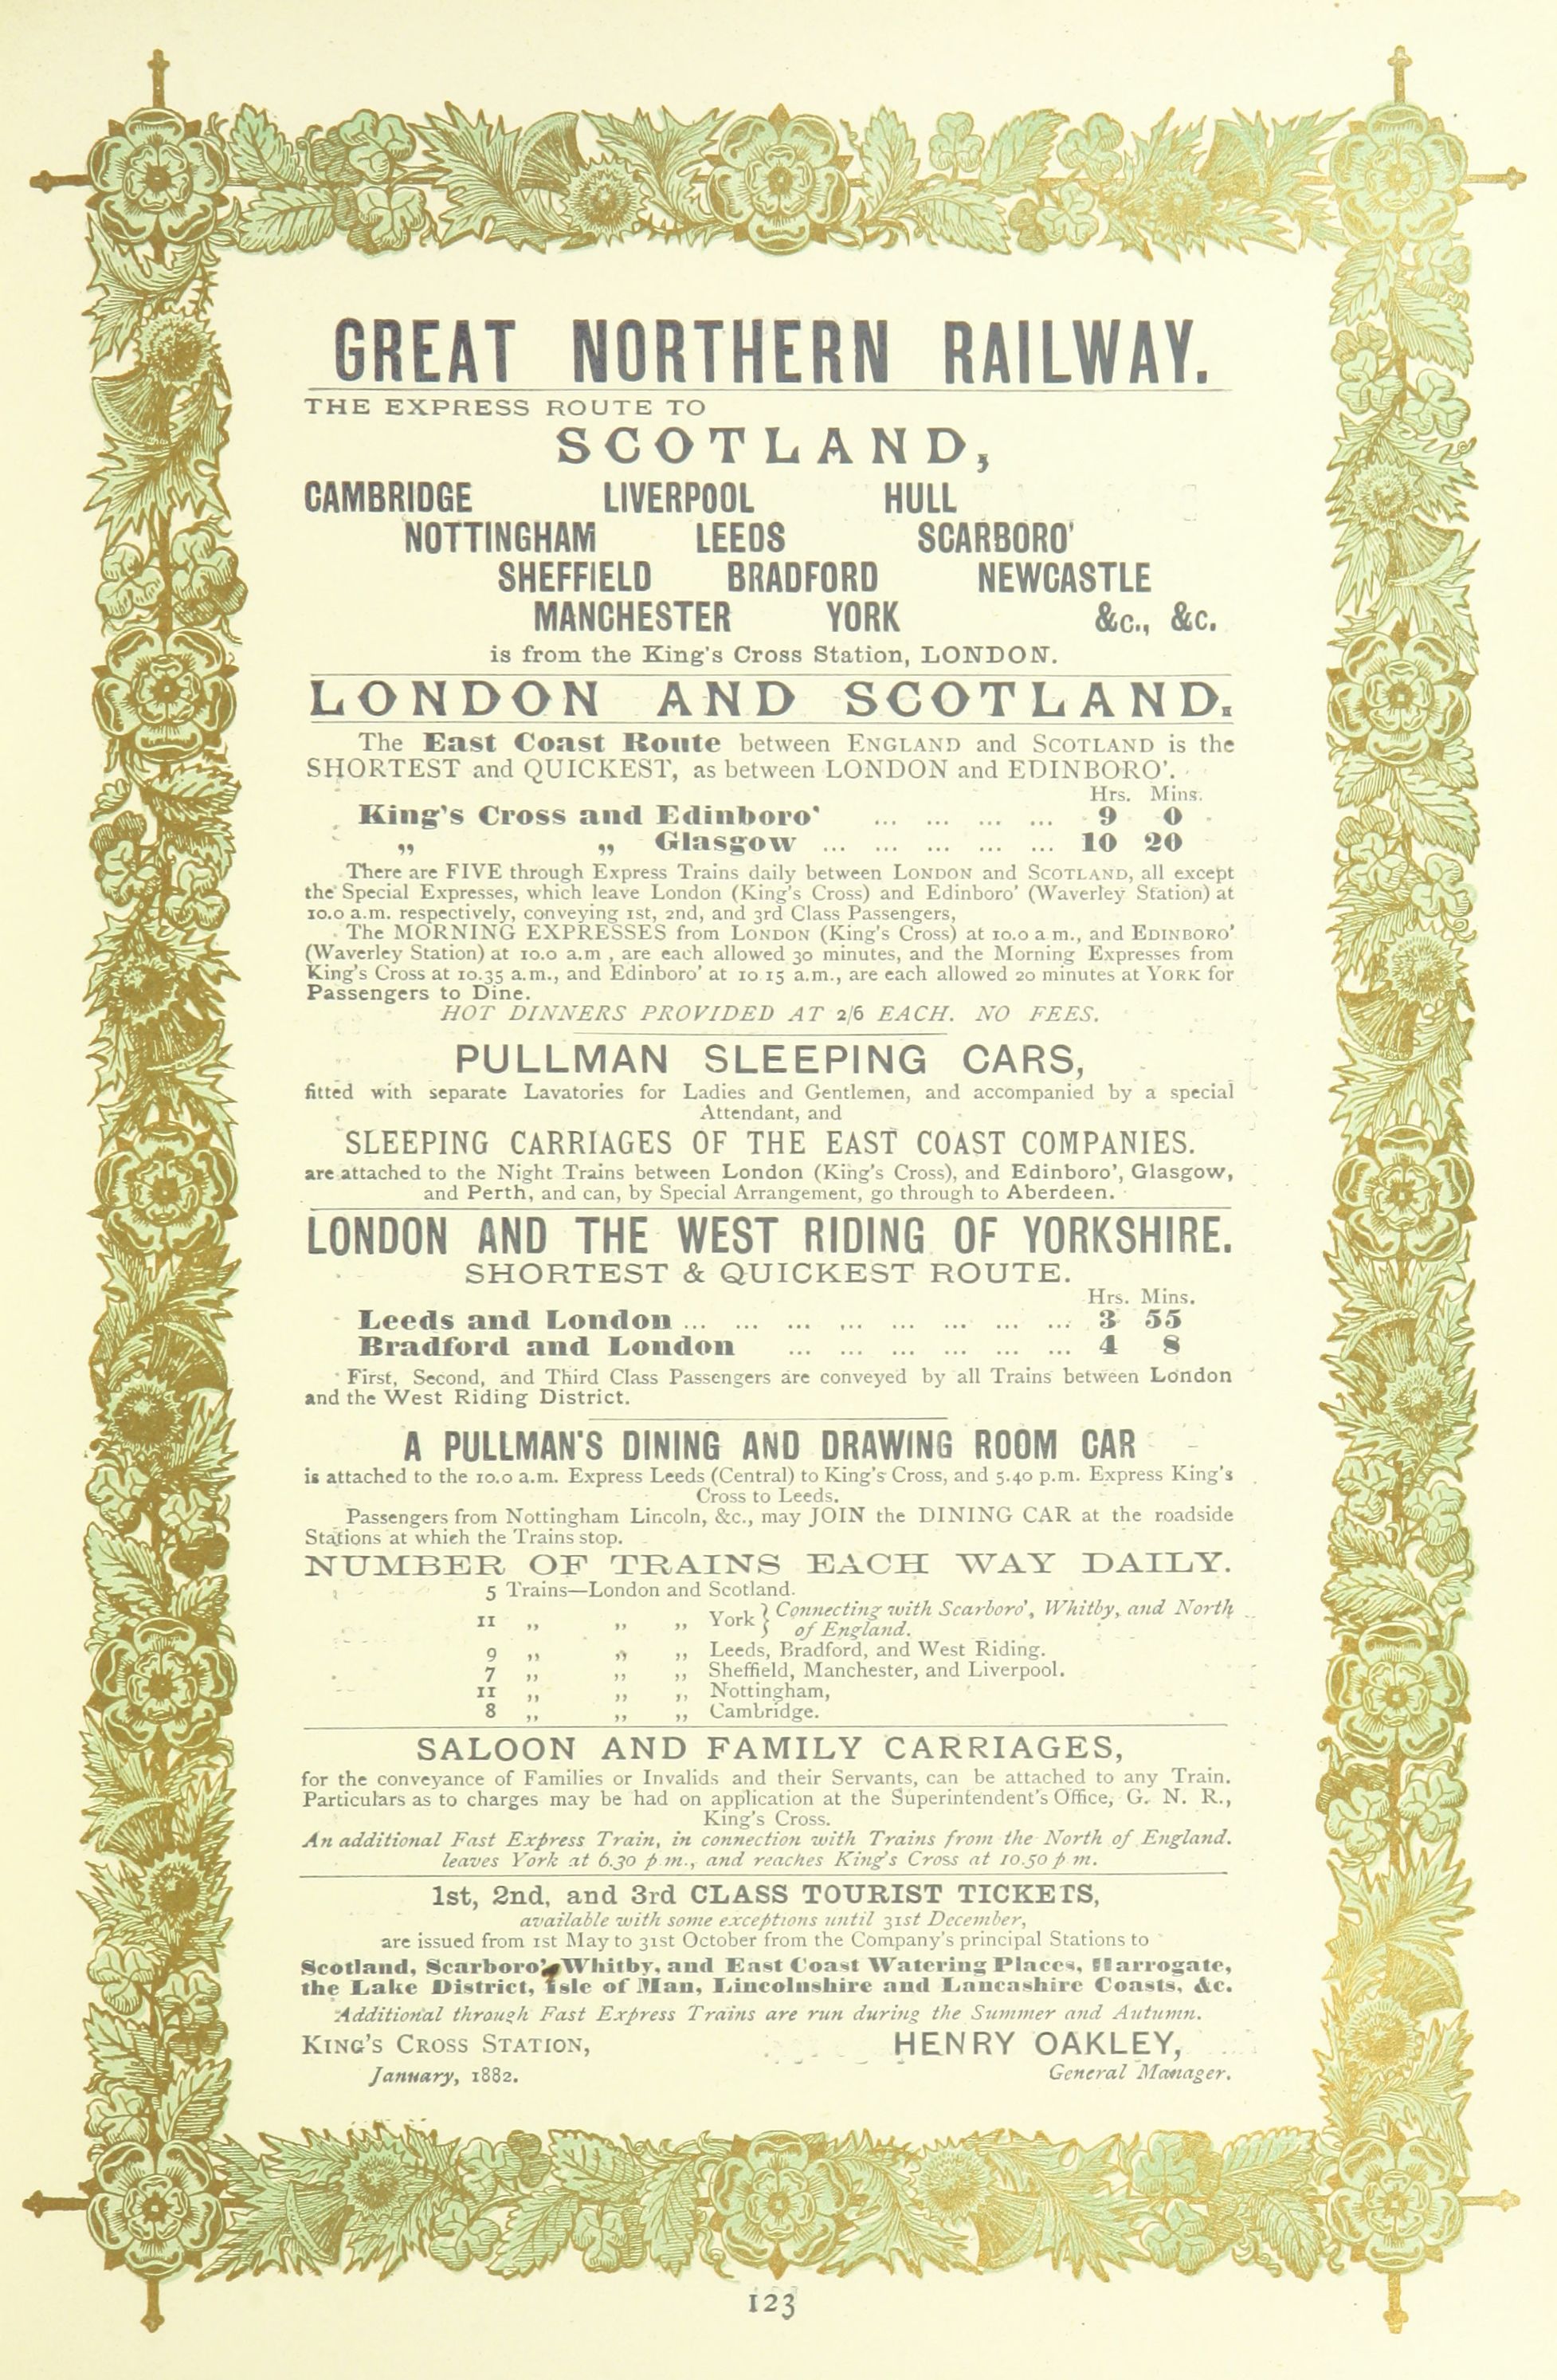 GREAT NORTHERN RAILWAY.
THE EXPRESS ROUTE TO
SCOTLAND,
CAMBRIDGE LIVERPOOL HULL
NOTTINGHAM LEEDS SCARBORO'
SHEFFIELD BRADFORD NEWCASTLE
MANCHESTER YORK &c., &c.
is from the King's Cross Station, LONDON.
LONDON AND SCOTLAND.
The East Coast Route between ENGLAND and SCOTLAND is the
SHORTEST and QUICKEST, as between LONDON and EDINBORO'.
Hrs. Mins.
King's Cross and Edinboro' ... ... ... ... 9 0
„ „ Glasgow ... ... ... ... ... 10 20
There are FIVE through Express Trains daily between LONDON and SCOTLAND, all except
the Special Expresses, which leave London (King's Cross) and Edinboro' (Waverley Station) at
10.0 a.m. respectively, conveying 1st, 2nd, and 3rd Class Passengers,
The MORNING EXPRESSES from LONDON (King's Cross) at 10.0 a m., and EDINBORO'
(Waverley Station) at 10.0 a.m , are each allowed 30 minutes, and the Morning Expresses from
King's Cross at 10.35 a.m., and Edinboro' at 10 15 a.m., are each allowed 20 minutes at YORK for
Passengers to Dine.
HOT DINNERS PROVIDED AT 2/6 EACH. NO FEES.
PULLMAN SLEEPING CARS,
fitted with separate Lavatories for Ladies and Gentlemen, and accompanied by a special
Attendant, and
SLEEPING CARRIAGES OF THE EAST COAST COMPANIES.
are attached to the Night Trains between London (King's Cross), and Edinboro', Glasgow,
and Perth, and can, by Special Arrangement, go through to Aberdeen.
LONDON AND THE WEST RIDING OF YORKSHIRE.
SHORTEST & QUICKEST ROUTE.
Hrs. Mins.
Leeds and London ... ... ... ... ... ... ... ... 3 55
Bradford and London ... ... ... ... ... ... 4 8
First, Second, and Third Class Passengers are conveyed by all Trains between London
and the West Riding District.
A PULLMAN'S DINING AND DRAWING ROOM CAR
is attached to the 10.0 a.m. Express Leeds (Central) to King's Cross, and 5.40 p.m. Express King's
Cross to Leeds.
Passengers from Nottingham Lincoln, &c., may JOIN the DINING CAR at the roadside
Stations at which the Trains stop.
NUMBER OF TRAINS EACH WAY DAILY.
5 Trains—London and Scotland.
11 „ „ „ York } Connecting with Scarboro', Whitby, and North
of England.
9 „ „ „ Leeds, Bradford, and West Riding.
7 „ „ „ Sheffield, Manchester, and Liverpool.
11 „ „ „ Nottingham,
8 „ „ „ Cambridge.
SALOON AND FAMILY CARRIAGES,
for the conveyance of Families or Invalids and their Servants, can be attached to any Train.
Particulars as to charges may be had on application at the Superintendent's Office, G. N. R.,
King's Cross.
An additional Fast Express Train, in connection with Trains from the North of England.
leaves York at 6.30 p m., and reaches King's Cross at 10.50 p m.
1st, 2nd, and 3rd CLASS TOURIST TICKETS,
available with some exceptions until 31st December,
are issued from 1st May to 31st October from the Company's principal Stations to
Scotland, Scarboro', Whitby, and East Coast Watering Places, Harrogate,
the Lake District, Isle of Man, Lincolnshire and Lancashire Coasts, &c.
Additional through Fast Express Trains are run during the Summer and Autumn.
KING'S CROSS STATION, HENRY OAKLEY,
January, 1882. General Manager.
123